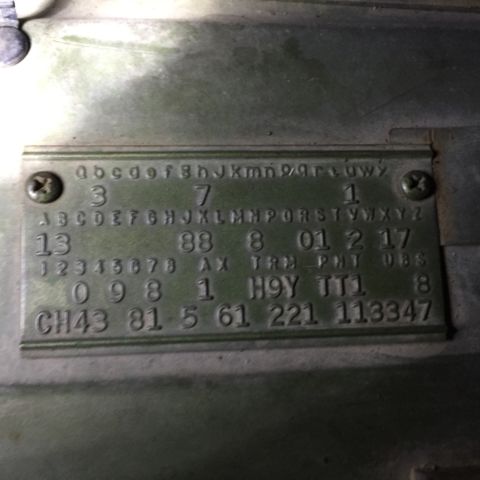 abcdefghJkmnpqrtuwx
3 7 1
ABCDEFGHJKLMNPQRSTVWXYZ
13 88 8 01 2 17
12345678 AX TRM PNT UBS
0 9 8 1 H9Y TT1 8
CH43 81 5 61 221 113347